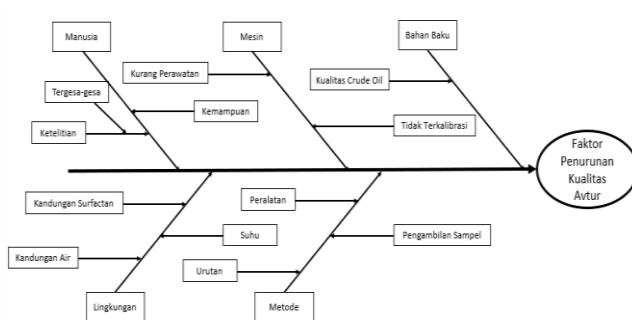 Manusia
Mesin
Bahan Baku
Kurang Perawatan
Kualitas Crude Oil
Tergesa-gesa
Kemampuan
Ketelitian
Tidak Terkalibrasi
Faktor
Penurunan
Kualitas
Avtur
Kandungan Surfactan
Peralatan
Suhu
Pengambilan Sampel
Kandungan Air
Urutan
Lingkungan
Metode